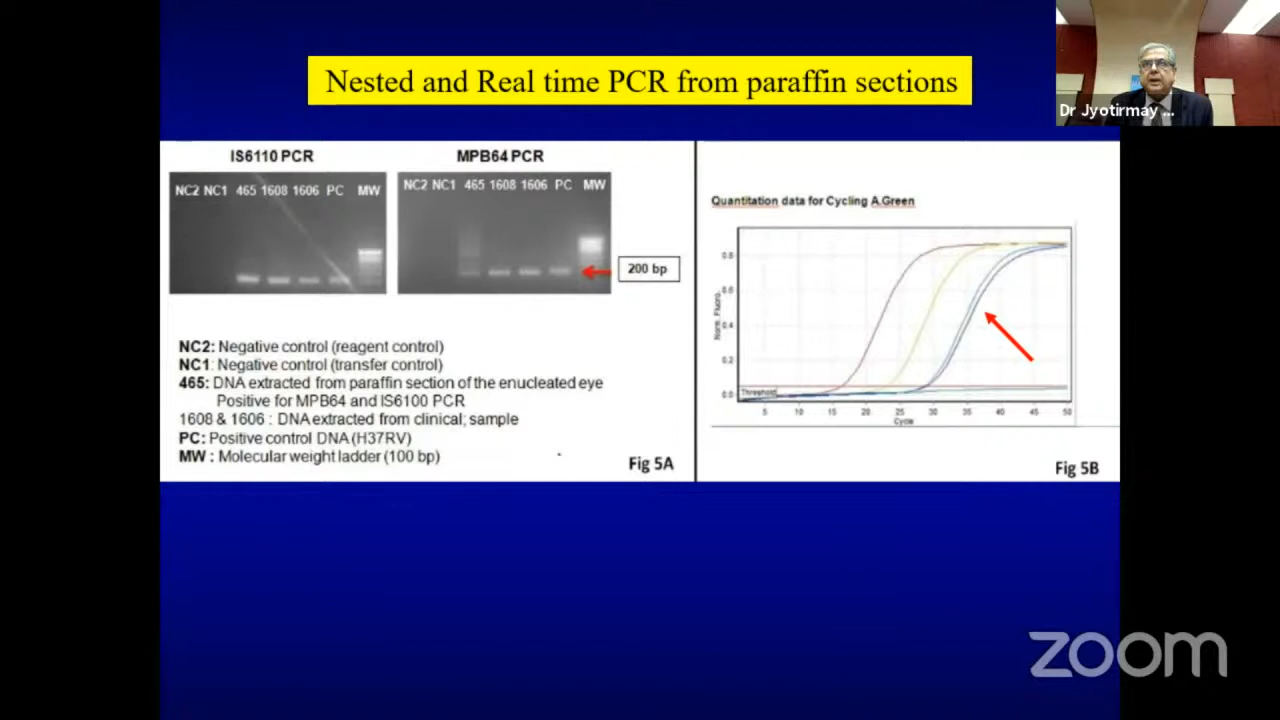 Nested and Real time PCR from paraffin sections
Dr Jyotirmay ...
IS6110 PCR
MPB64 PCR
NC2 NC1 465 1608 1606 PC MW
NC2 NC1 465 1608 1606 PC MW
200 bp
NC2: Negative control (reagent control)
NC1: Negative control (transfer control)
465: DNA extracted from paraffin section of the enucleated eye
Positive for MPB64 and IS6100 PCR
1608 & 1606 : DNA extracted from clinical; sample
PC: Positive control DNA (H37RV)
MW : Molecular weight ladder (100 bp)
Fig 5A
Quantitation data for Cycling A.Green
Norm. Fluoro.
0.8
0.6
0.4
0.2
0.0
Threshold
5 10 15 20 25 30 35 40 45 50
Cycle
Fig 5B
zoom